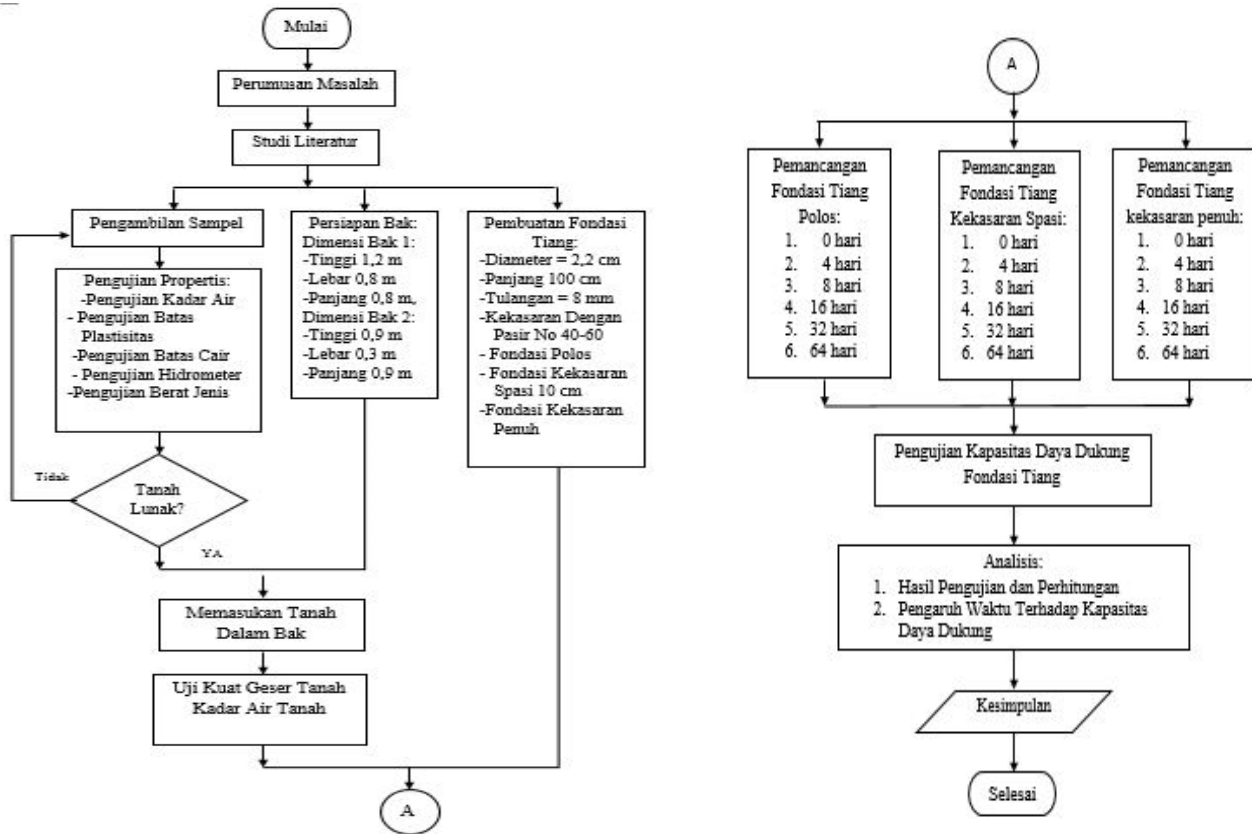 Mulai
Perumusan Masalah
Studi Literatur
Pengambilan Sampel
Pengujian Propertis:
-Pengujian Kadar Air
- Pengujian Batas
Plastisitas
-Pengujian Batas Cair
- Pengujian Hidrometer
-Pengujian Berat Jenis
Tidak
Tanah
Lunak?
YA
Persiapan Bak:
Dimensi Bak 1:
-Tinggi 1,2 m
-Lebar 0,8 m
-Panjang 0,8 m,
Dimensi Bak 2:
-Tinggi 0,9 m
-Lebar 0,3 m
-Panjang 0,9 m
Pembuatan Fondasi
Tiang:
-Diameter = 2,2 cm
-Panjang 100 cm
-Tulangan = 8 mm
-Kekasaran Dengan
Pasir No 40-60
- Fondasi Polos
- Fondasi Kekasaran
Spasi 10 cm
-Fondasi Kekasaran
Penuh
Memasukan Tanah
Dalam Bak
Uji Kuat Geser Tanah
Kadar Air Tanah
A
A
Pemancangan
Fondasi Tiang
Polos:
1. 0 hari
2. 4 hari
3. 8 hari
4. 16 hari
5. 32 hari
6. 64 hari
Pemancangan
Fondasi Tiang
Kekasaran Spasi:
1. 0 hari
2. 4 hari
3. 8 hari
4. 16 hari
5. 32 hari
6. 64 hari
Pemancangan
Fondasi Tiang
kekasaran penuh:
1. 0 hari
2. 4 hari
3. 8 hari
4. 16 hari
5. 32 hari
6. 64 hari
Pengujian Kapasitas Daya Dukung
Fondasi Tiang
Analisis:
1. Hasil Pengujian dan Perhitungan
2. Pengaruh Waktu Terhadap Kapasitas
Daya Dukung
Kesimpulan
Selesai